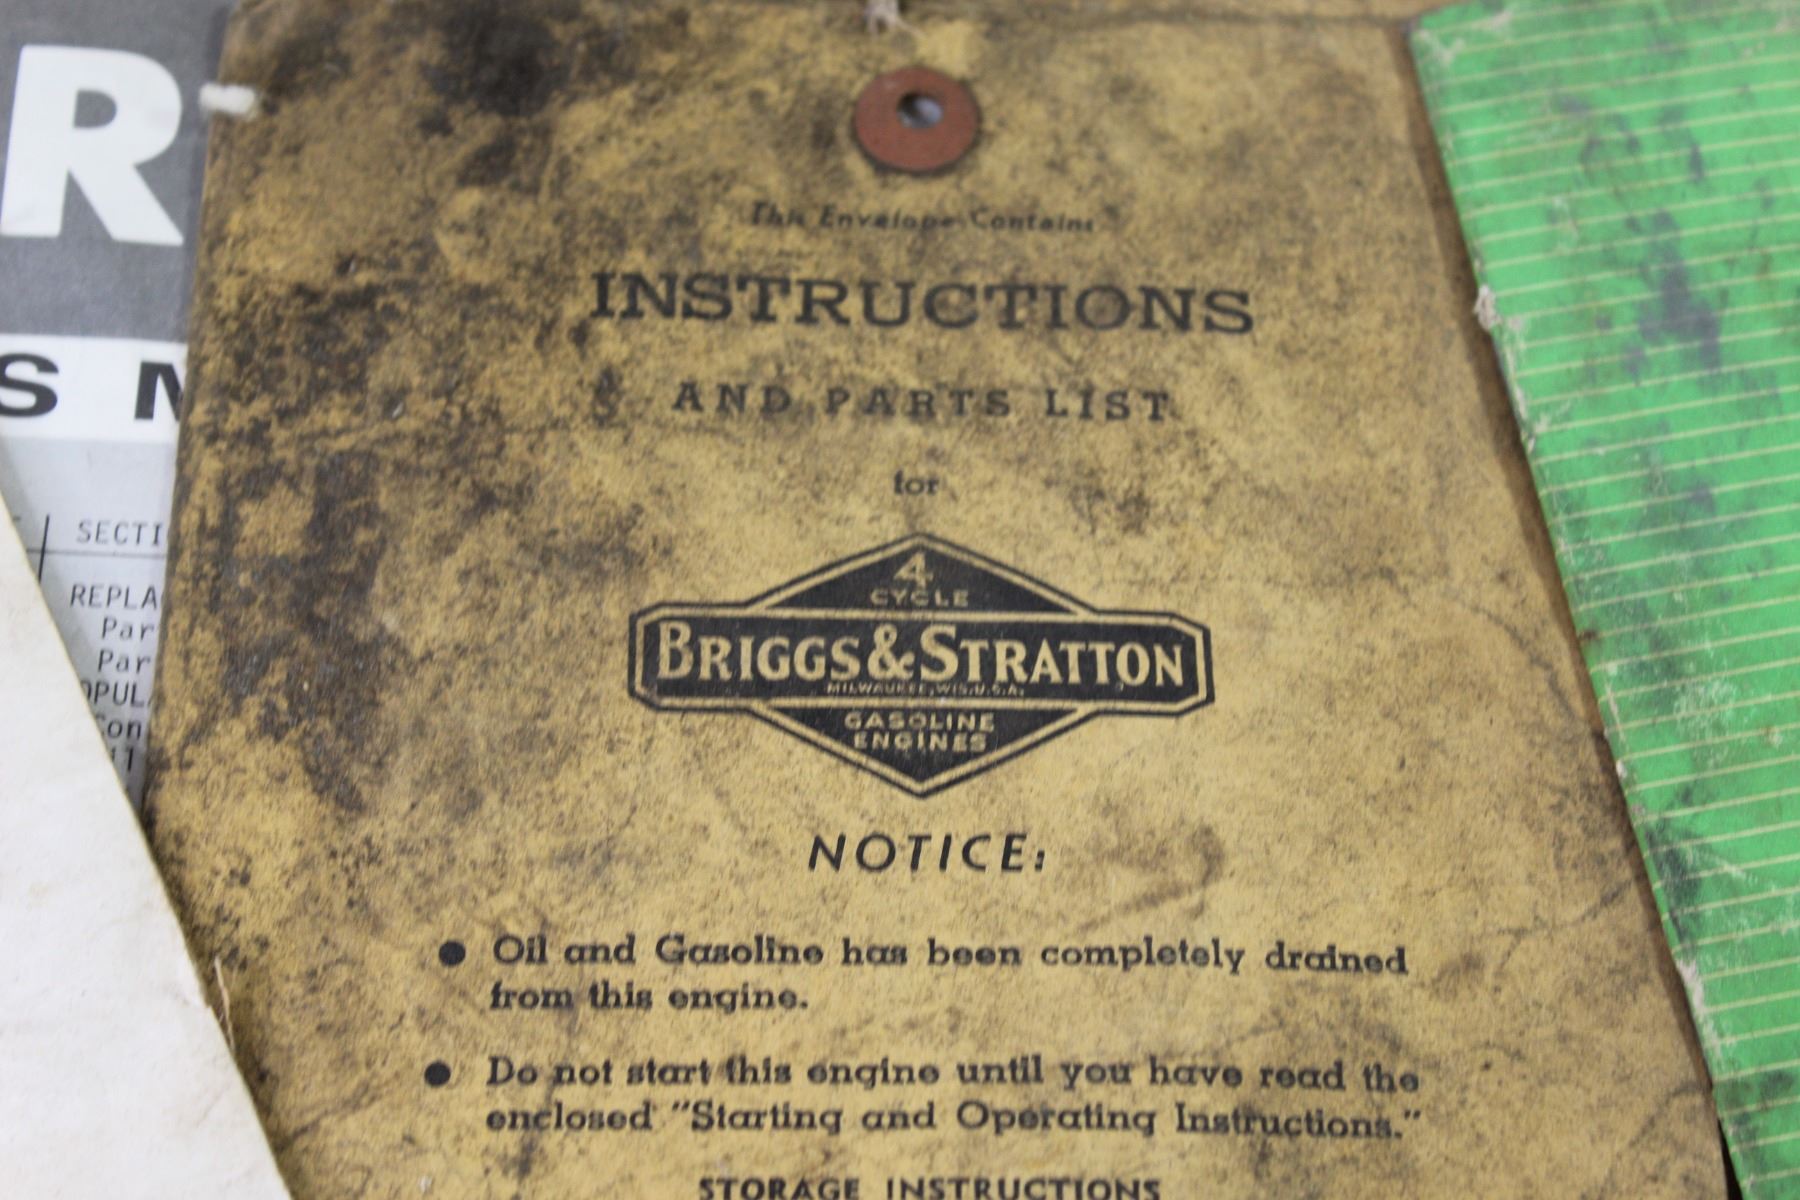 R
S
SECTI
REPLA
Par
Par
OPUL
Con
This Envelope Contains
INSTRUCTIONS
AND PARTS LIST
for
4
CYCLE
BRIGGS & STRATTON
MILWAUKEE, WIS. U.S.A.
GASOLINE
ENGINES
NOTICE:
● Oil and Gasoline has been completely drained
from this engine.
● Do not start this engine until you have read the
enclosed "Starting and Operating Instructions."
STORAGE INSTRUCTIONS